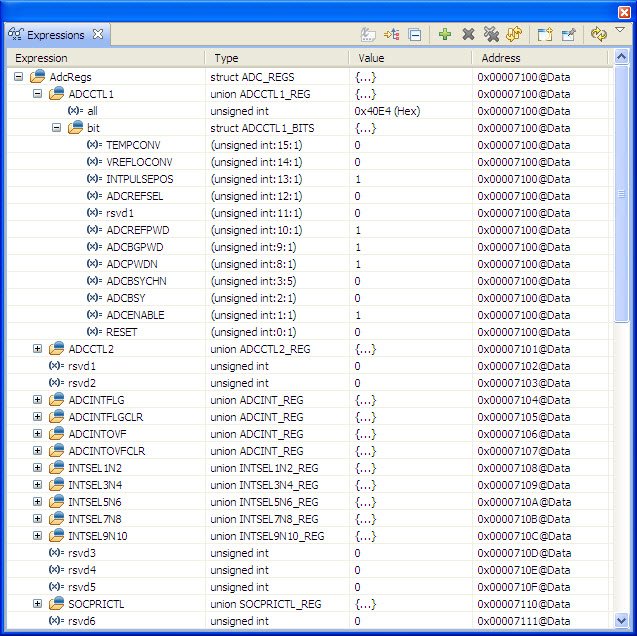 Expressions
Expression Type Value Address
AdcRegs struct ADC_REGS {...} 0x00007100@Data
ADCCTL1 union ADCCTL1_REG {...} 0x00007100@Data
(x)= all unsigned int 0x40E4 (Hex) 0x00007100@Data
bit struct ADCCTL1_BITS {...} 0x00007100@Data
(x)= TEMPCONV (unsigned int:15:1) 0 0x00007100@Data
(x)= VREFLOCONV (unsigned int:14:1) 0 0x00007100@Data
(x)= INTPULSEPOS (unsigned int:13:1) 1 0x00007100@Data
(x)= ADCREFSEL (unsigned int:12:1) 0 0x00007100@Data
(x)= rsvd1 (unsigned int:11:1) 0 0x00007100@Data
(x)= ADCREFPWD (unsigned int:10:1) 1 0x00007100@Data
(x)= ADCBGPWD (unsigned int:9:1) 1 0x00007100@Data
(x)= ADCPWDN (unsigned int:8:1) 1 0x00007100@Data
(x)= ADCBSYCHN (unsigned int:3:5) 0 0x00007100@Data
(x)= ADCBSY (unsigned int:2:1) 0 0x00007100@Data
(x)= ADCENABLE (unsigned int:1:1) 1 0x00007100@Data
(x)= RESET (unsigned int:0:1) 0 0x00007100@Data
ADCCTL2 union ADCCTL2_REG {...} 0x00007101@Data
(x)= rsvd1 unsigned int 0 0x00007102@Data
(x)= rsvd2 unsigned int 0 0x00007103@Data
ADCINTFLG union ADCINT_REG {...} 0x00007104@Data
ADCINTFLGCLR union ADCINT_REG {...} 0x00007105@Data
ADCINTOVF union ADCINT_REG {...} 0x00007106@Data
ADCINTOVFCLR union ADCINT_REG {...} 0x00007107@Data
INTSEL1N2 union INTSEL1N2_REG {...} 0x00007108@Data
INTSEL3N4 union INTSEL3N4_REG {...} 0x00007109@Data
INTSEL5N6 union INTSEL5N6_REG {...} 0x0000710A@Data
INTSEL7N8 union INTSEL7N8_REG {...} 0x0000710B@Data
INTSEL9N10 union INTSEL9N10_REG {...} 0x0000710C@Data
(x)= rsvd3 unsigned int 0 0x0000710D@Data
(x)= rsvd4 unsigned int 0 0x0000710E@Data
(x)= rsvd5 unsigned int 0 0x0000710F@Data
SOCPRICTL union SOCPRICTL_REG {...} 0x00007110@Data
(x)= rsvd6 unsigned int 0 0x00007111@Data